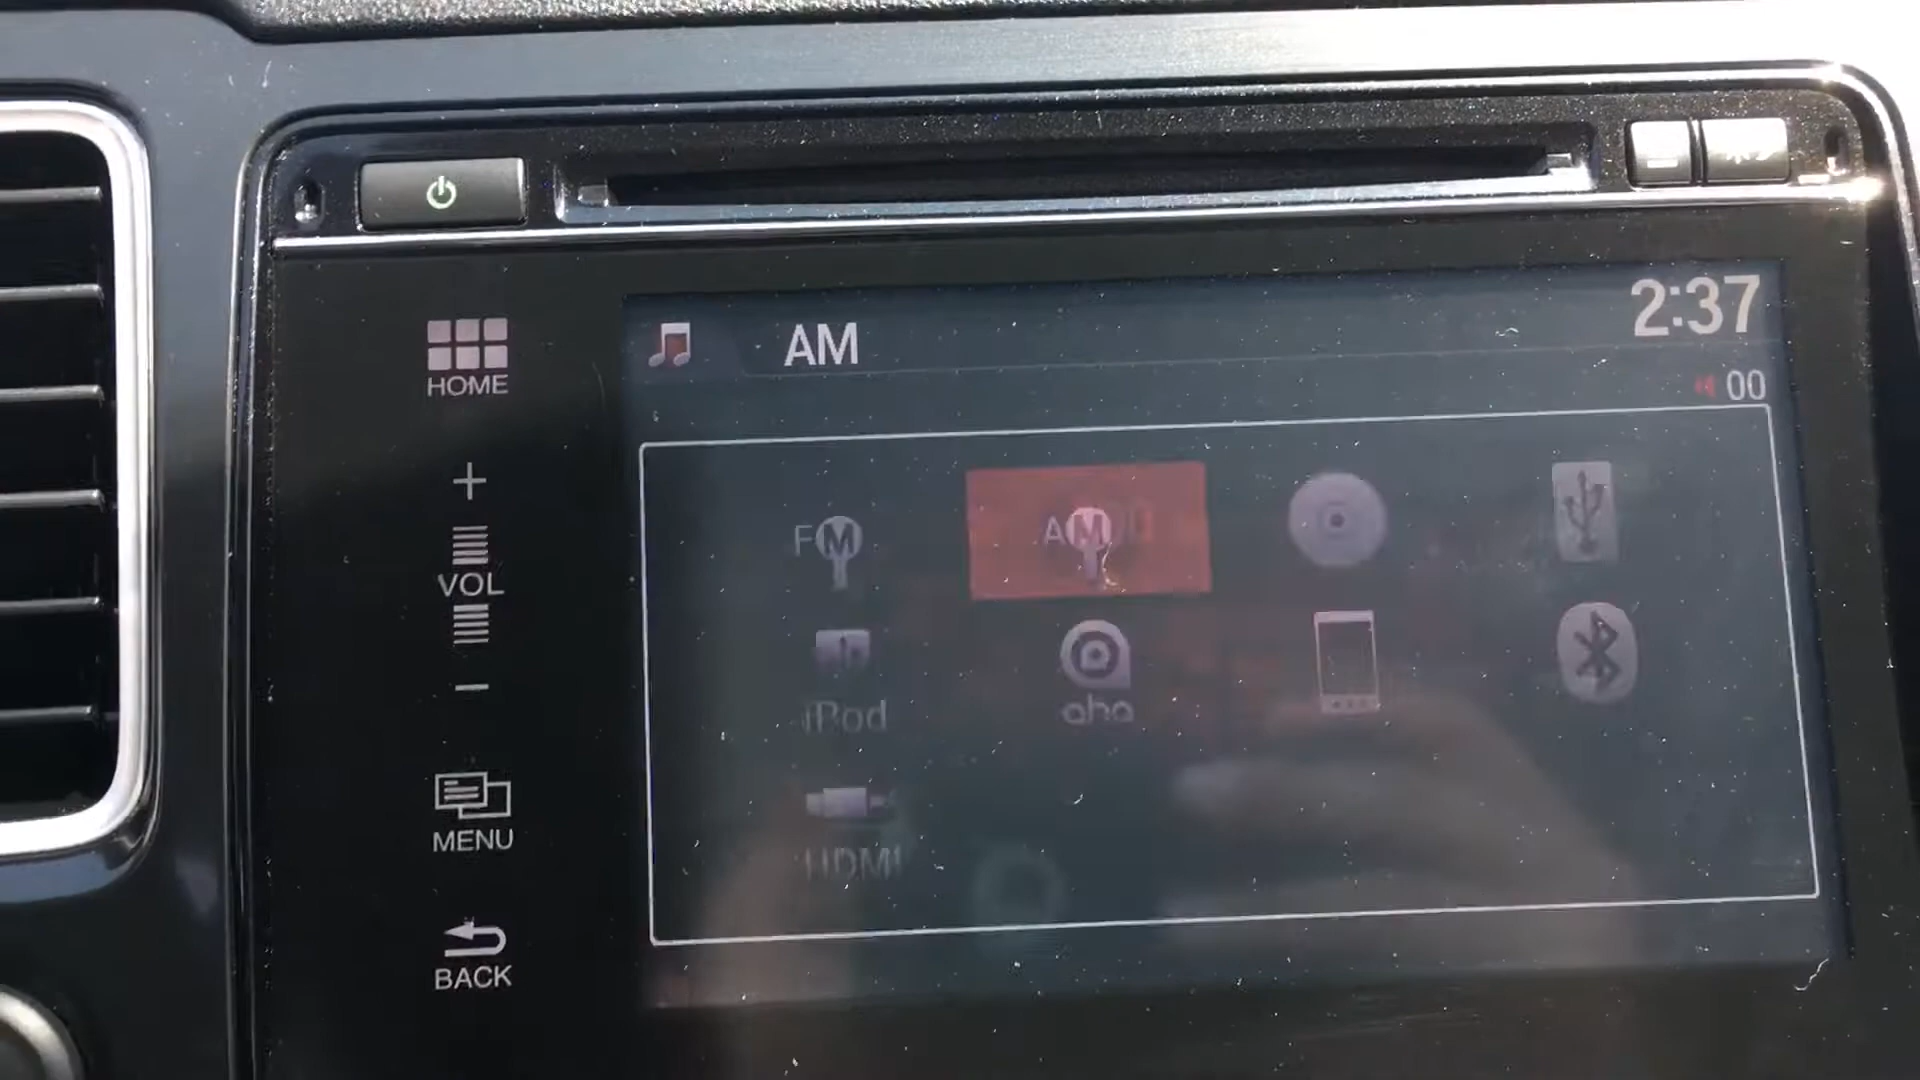 HOME
+
VOL
-
MENU
BACK
AM
2:37
00
FM
AM
iPod
aha
HDMI